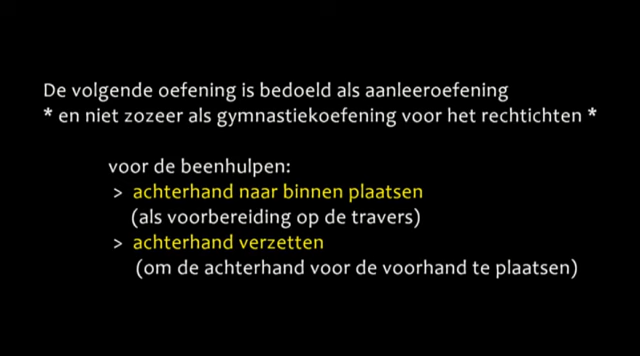 De volgende oefening is bedoeld als aanleeroefening
* en niet zozeer als gymnastiekoefening voor het rechtichten *
voor de beenhulpen:
> achterhand naar binnen plaatsen
(als voorbereiding op de travers)
> achterhand verzetten
(om de achterhand voor de voorhand te plaatsen)